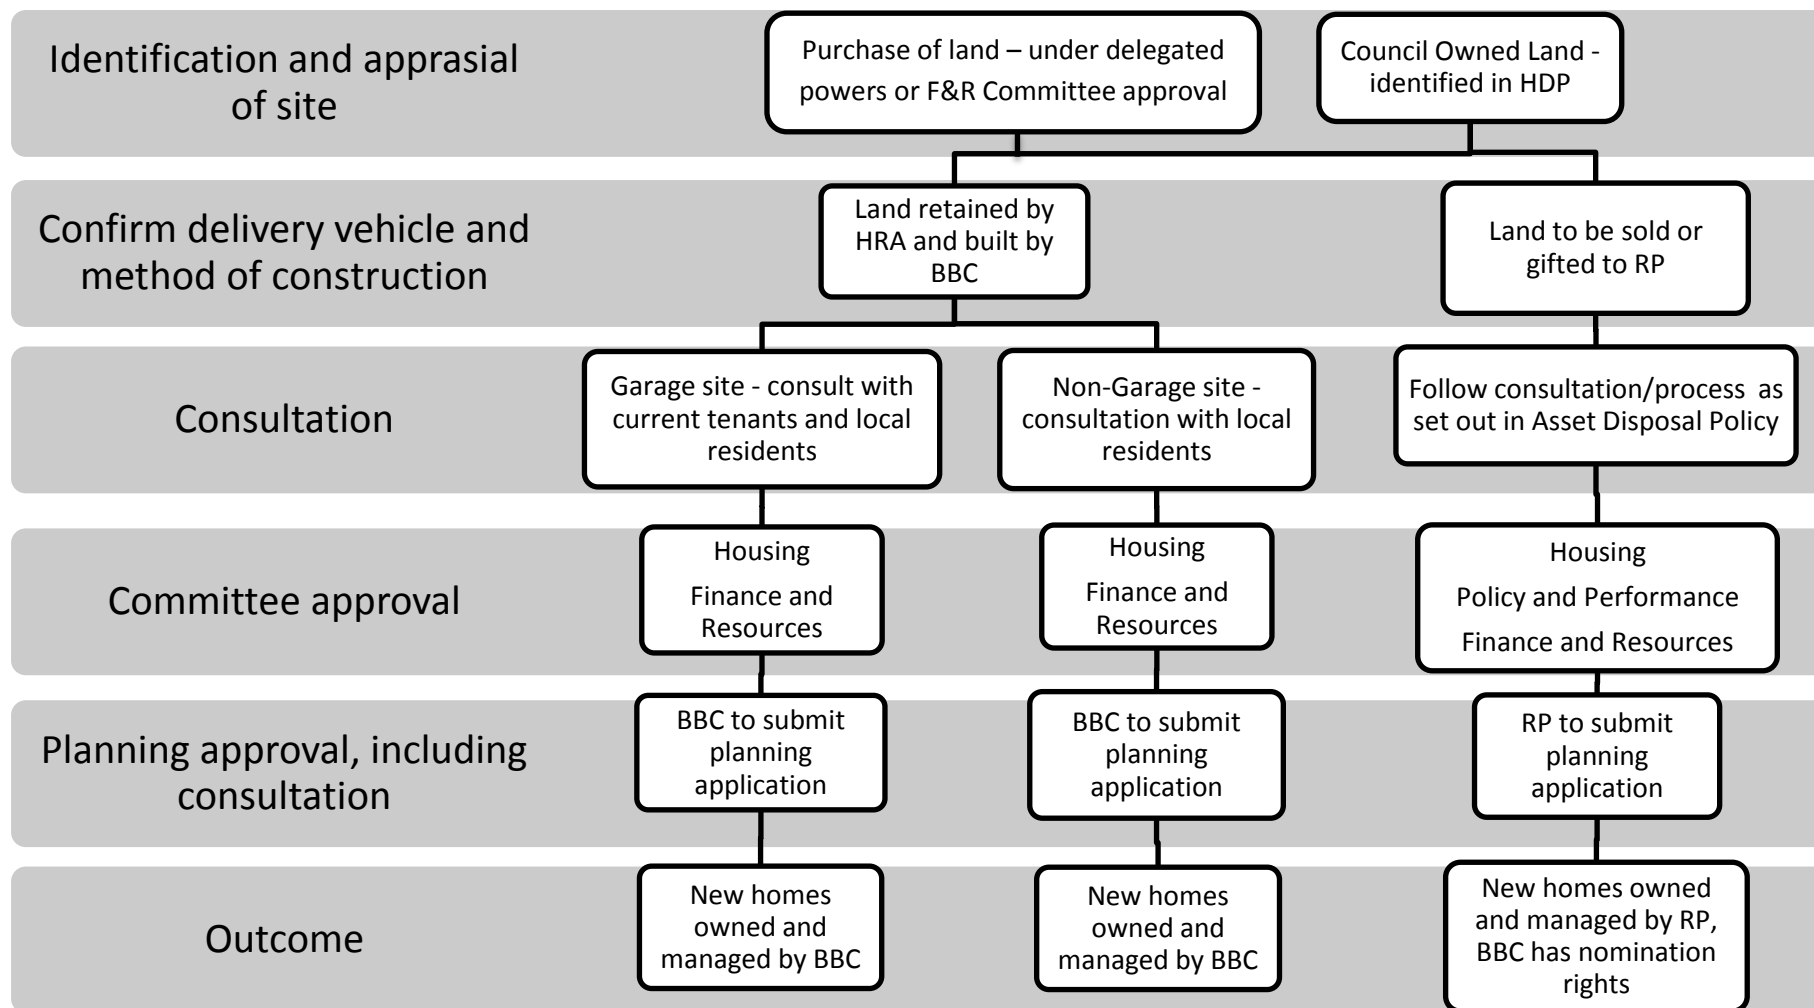 Identification and apprasial
of site
Purchase of land – under delegated
powers or F&R Committee approval
Council Owned Land -
identified in HDP
Confirm delivery vehicle and
method of construction
Land retained by
HRA and built by
BBC
Land to be sold or
gifted to RP
Consultation
Garage site - consult with
current tenants and local
residents
Non-Garage site -
consultation with local
residents
Follow consultation/process as
set out in Asset Disposal Policy
Committee approval
Housing
Finance and
Resources
Housing
Finance and
Resources
Housing
Policy and Performance
Finance and Resources
Planning approval, including
consultation
BBC to submit
planning
application
BBC to submit
planning
application
RP to submit
planning
application
Outcome
New homes
owned and
managed by BBC
New homes
owned and
managed by BBC
New homes owned
and managed by RP,
BBC has nomination
rights